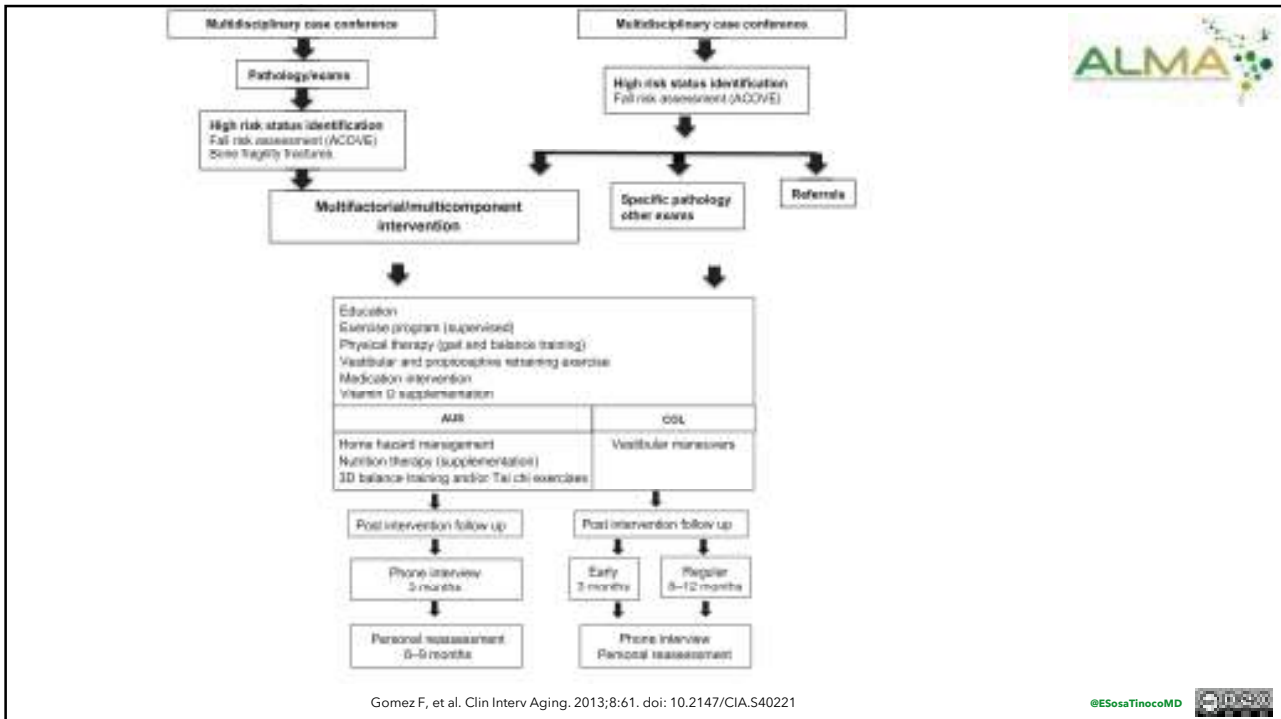 Multidisciplinary case conference
Pathology/exams
High risk status identification
Fall risk assessment (ACOVE)
Bone fragility fractures
Multidisciplinary case conference
High risk status identification
Fall risk assessment (ACOVE)
Multifactorial/multicomponent
intervention
Specific pathology
other exams
Referrals
Education
Exercise program (supervised)
Physical therapy (gait and balance training)
Vestibular and proprioceptive retraining exercise
Medication intervention
Vitamin D supplementation
AUS
COL
Home hazard management
Nutrition therapy (supplementation)
3D balance training and/or Tai chi exercises
Vestibular maneuvers
Post intervention follow up
Phone interview
3 months
Personal reassessment
6–9 months
Post intervention follow up
Early
3 months
Regular
Phone interview
Personal reassessment
ALMA
Gomez F, et al. Clin Interv Aging. 2013;8:61. doi: 10.2147/CIA.S40221
@ESosaTinocoMD